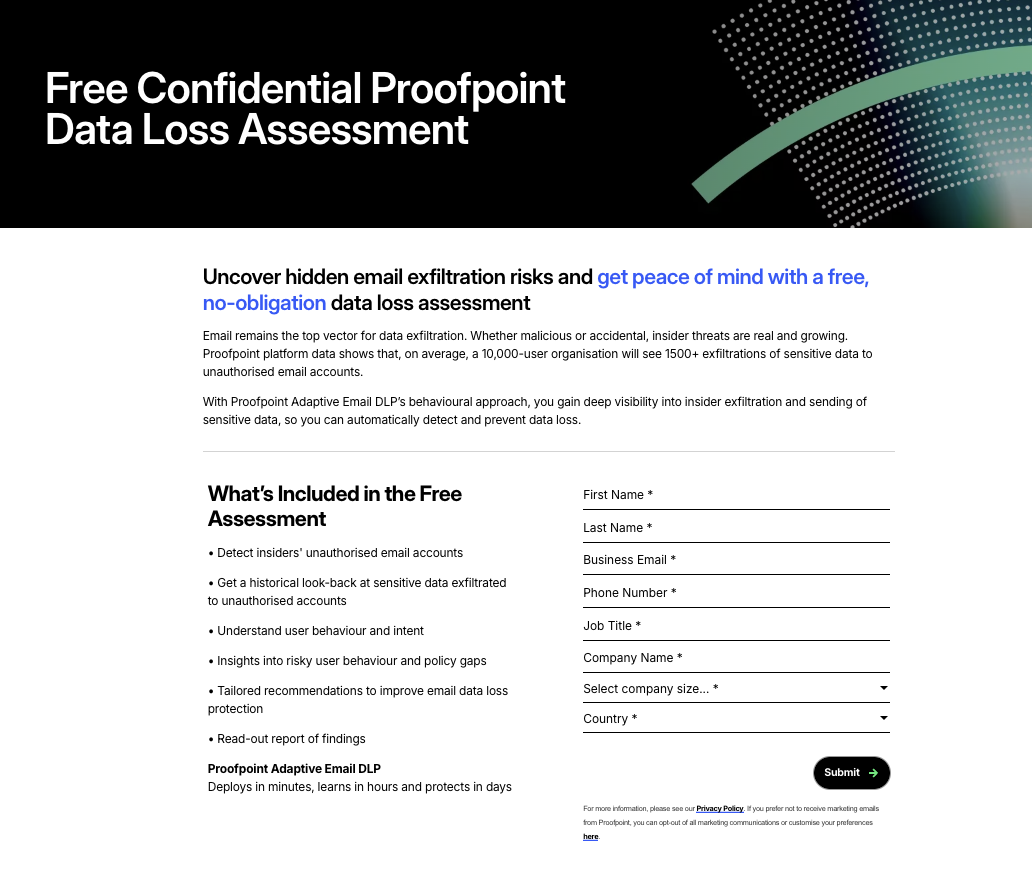 Free Confidential Proofpoint
Data Loss Assessment
Uncover hidden email exfiltration risks and get peace of mind with a free,
no-obligation data loss assessment
Email remains the top vector for data exfiltration. Whether malicious or accidental, insider threats are real and growing.
Proofpoint platform data shows that, on average, a 10,000-user organisation will see 1500+ exfiltrations of sensitive data to
unauthorised email accounts.
With Proofpoint Adaptive Email DLP’s behavioural approach, you gain deep visibility into insider exfiltration and sending of
sensitive data, so you can automatically detect and prevent data loss.
What’s Included in the Free
Assessment
• Detect insiders' unauthorised email accounts
• Get a historical look-back at sensitive data exfiltrated
to unauthorised accounts
• Understand user behaviour and intent
• Insights into risky user behaviour and policy gaps
• Tailored recommendations to improve email data loss
protection
• Read-out report of findings
Proofpoint Adaptive Email DLP
Deploys in minutes, learns in hours and protects in days
First Name *
Last Name *
Business Email *
Phone Number *
Job Title *
Company Name *
Select company size... *
Country *
Submit
For more information, please see our Privacy Policy. If you prefer not to receive marketing emails
from Proofpoint, you can opt-out of all marketing communications or customise your preferences
here.